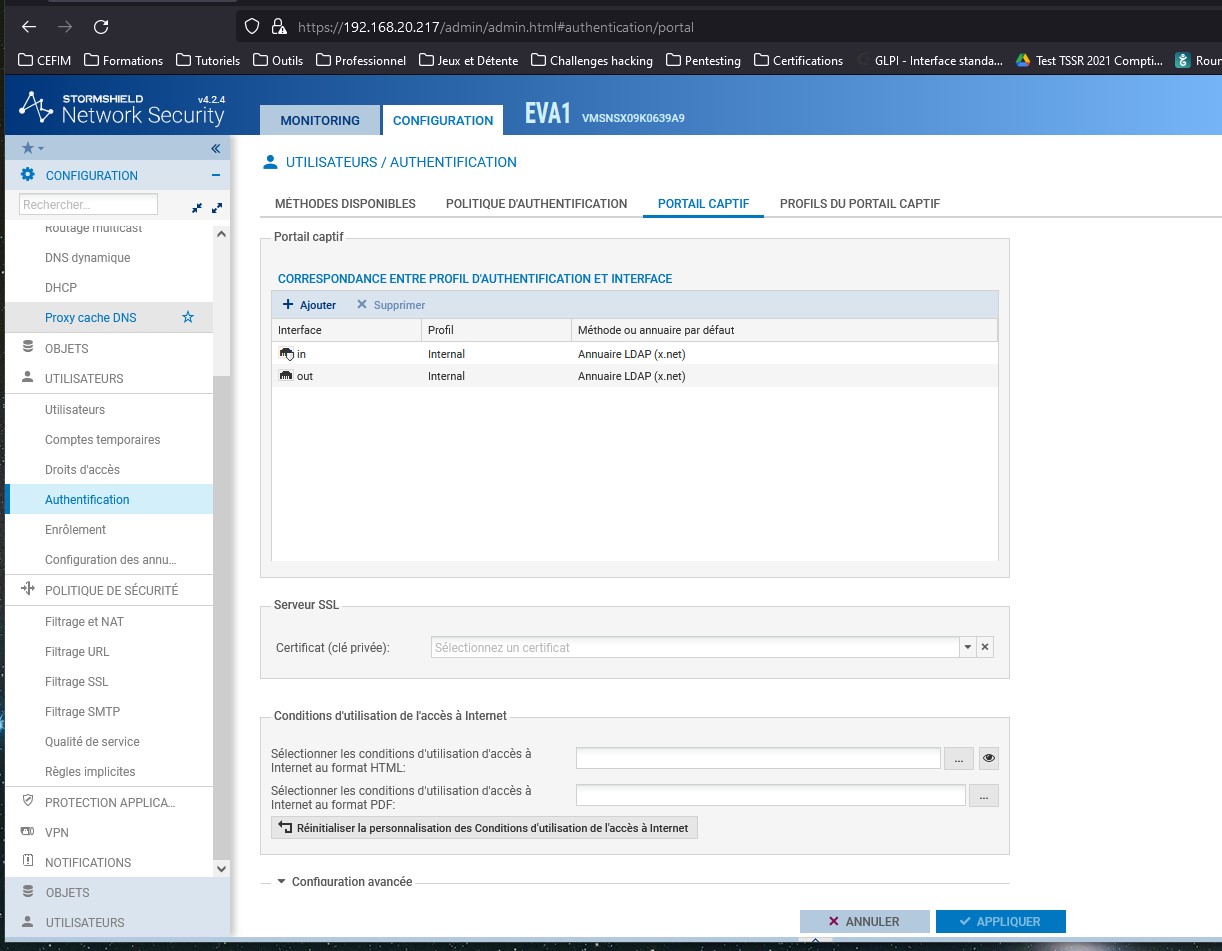 https://192.168.20.217/admin/admin.html#authentication/portal
CEFIM Formations Tutoriels Outils Professionnel Jeux et Détente Challenges hacking Pentesting Certifications GLPI - Interface standa... Test TSSR 2021 Compti... Roun
STORMSHIELD v4.2.4
Network Security
MONITORING CONFIGURATION EVA1 VMSNSX09K0639A9
CONFIGURATION
Rechercher...
Routage multicast
DNS dynamique
DHCP
Proxy cache DNS
OBJETS
UTILISATEURS
Utilisateurs
Comptes temporaires
Droits d'accès
Authentification
Enrôlement
Configuration des annu...
POLITIQUE DE SÉCURITÉ
Filtrage et NAT
Filtrage URL
Filtrage SSL
Filtrage SMTP
Qualité de service
Règles implicites
PROTECTION APPLICA...
VPN
NOTIFICATIONS
OBJETS
UTILISATEURS
UTILISATEURS / AUTHENTIFICATION
MÉTHODES DISPONIBLES POLITIQUE D'AUTHENTIFICATION PORTAIL CAPTIF PROFILS DU PORTAIL CAPTIF
Portail captif
CORRESPONDANCE ENTRE PROFIL D'AUTHENTIFICATION ET INTERFACE
Ajouter Supprimer
Interface Profil Méthode ou annuaire par défaut
in Internal Annuaire LDAP (x.net)
out Internal Annuaire LDAP (x.net)
Serveur SSL
Certificat (clé privée): Sélectionnez un certificat
Conditions d'utilisation de l'accès à Internet
Sélectionner les conditions d'utilisation d'accès à
Internet au format HTML: ...
Sélectionner les conditions d'utilisation d'accès à
Internet au format PDF: ...
Réinitialiser la personnalisation des Conditions d'utilisation de l'accès à Internet
Configuration avancée
ANNULER APPLIQUER